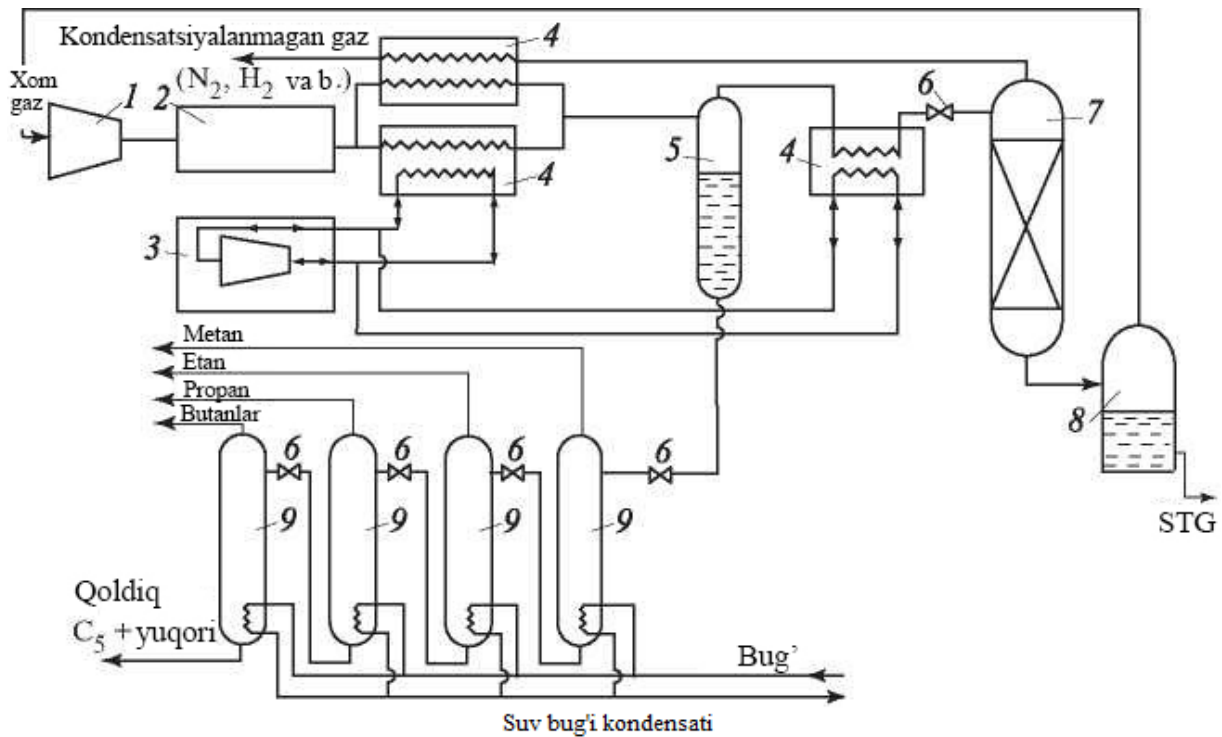 Kondensatsiyalanmagan gaz
(N2, H2 va b.)
Xom
gaz
1
2
3
4
4
4
5
6
7
8
STG
Metan
Etan
Propan
Butanlar
6
6
6
6
9
9
9
9
Qoldiq
C5 +yuqori
Bug’
Suv bug'i kondensati